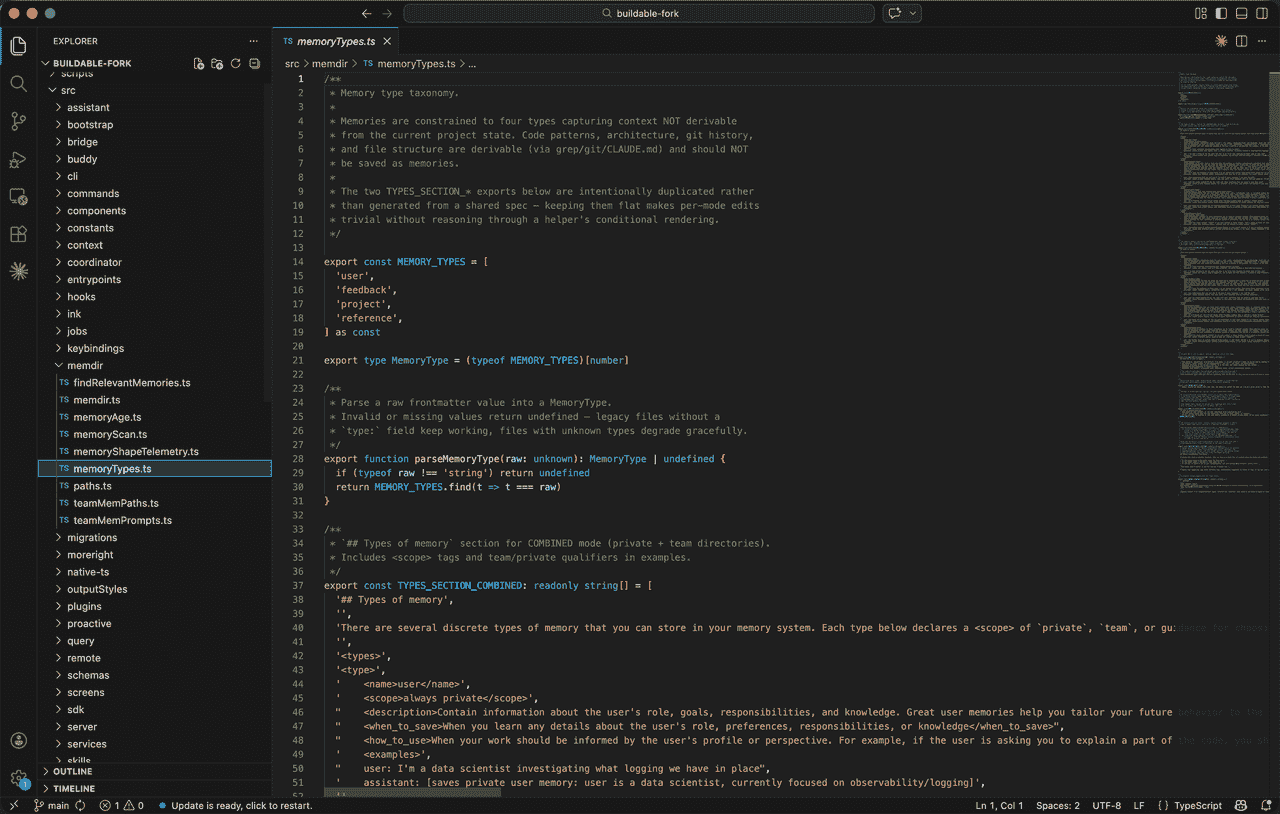 buildable-fork
EXPLORER
BUILDABLE-FORK
scripts
src
assistant
bootstrap
bridge
buddy
cli
commands
components
constants
context
coordinator
entrypoints
hooks
ink
jobs
keybindings
memdir
TS findRelevantMemories.ts
TS memdir.ts
TS memoryAge.ts
TS memoryScan.ts
TS memoryShapeTelemetry.ts
TS memoryTypes.ts
TS paths.ts
TS teamMemPaths.ts
TS teamMemPrompts.ts
migrations
moreright
native-ts
outputStyles
plugins
proactive
query
remote
schemas
screens
sdk
server
services
skills
OUTLINE
TIMELINE
TS memoryTypes.ts
src > memdir > TS memoryTypes.ts > ...
1 /**
2 * Memory type taxonomy.
3 *
4 * Memories are constrained to four types capturing context NOT derivable
5 * from the current project state. Code patterns, architecture, git history,
6 * and file structure are derivable (via grep/git/CLAUDE.md) and should NOT
7 * be saved as memories.
8 *
9 * The two TYPES_SECTION_* exports below are intentionally duplicated rather
10 * than generated from a shared spec — keeping them flat makes per-mode edits
11 * trivial without reasoning through a helper's conditional rendering.
12 */
13
14 export const MEMORY_TYPES = [
15 'user',
16 'feedback',
17 'project',
18 'reference',
19 ] as const
20
21 export type MemoryType = (typeof MEMORY_TYPES)[number]
22
23 /**
24 * Parse a raw frontmatter value into a MemoryType.
25 * Invalid or missing values return undefined — legacy files without a
26 * `type:` field keep working, files with unknown types degrade gracefully.
27 */
28 export function parseMemoryType(raw: unknown): MemoryType | undefined {
29 if (typeof raw !== 'string') return undefined
30 return MEMORY_TYPES.find(t => t === raw)
31 }
32
33 /**
34 * `## Types of memory` section for COMBINED mode (private + team directories).
35 * Includes <scope> tags and team/private qualifiers in examples.
36 */
37 export const TYPES_SECTION_COMBINED: readonly string[] = [
38 '## Types of memory',
39 '',
40 'There are several discrete types of memory that you can store in your memory system. Each type below declares a <scope> of `private`, `team`, or guidance for
41 '',
42 '<types>',
43 '<type>',
44 '    <name>user</name>',
45 '    <scope>always private</scope>',
46 "    <description>Contain information about the user's role, goals, responsibilities, and knowledge. Great user memories help you tailor your future behavior to the
47 "    <when_to_save>When you learn any details about the user's role, preferences, responsibilities, or knowledge</when_to_save>",
48 "    <how_to_use>When your work should be informed by the user's profile or perspective. For example, if the user is asking you to explain a part of the code, you
49 '    <examples>',
50 "    user: I'm a data scientist investigating what logging we have in place",
51 '    assistant: [saves private user memory: user is a data scientist, currently focused on observability/logging]',
52
main
1 0
Update is ready, click to restart.
Ln 1, Col 1
Spaces: 2
UTF-8
LF
{ } TypeScript
1